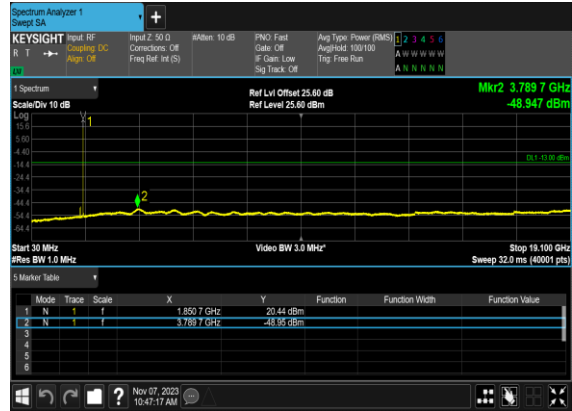 Spectrum Analyzer 1
Swept SA
+
KEYSIGHT Input: RF Input Z: 50 Ω #Atten: 10 dB PNO: Fast Avg Type: Power (RMS) 1 2 3 4 5 6
R T Coupling: DC Corrections: Off Gate: Off Avg|Hold: 100/100 A W W W W W
Align: Off Freq Ref: Int (S) IF Gain: Low Trig: Free Run
Sig Track: Off A N N N N N
1 Spectrum Ref Lvl Offset 25.60 dB Mkr2 3.789 7 GHz
Scale/Div 10 dB Ref Level 25.60 dBm -48.947 dBm
Log
15.6
5.60
-4.40
-14.4
-24.4
-34.4
-44.4
-54.4
-64.4
1
2
DL1 -13.00 dBm
Start 30 MHz Video BW 3.0 MHz* Stop 19.100 GHz
#Res BW 1.0 MHz Sweep 32.0 ms (40001 pts)
5 Marker Table
Mode Trace Scale X Y Function Function Width Function Value
1 N 1 f 1.850 7 GHz 20.44 dBm
2 N 1 f 3.789 7 GHz -48.95 dBm
3
4
5
6
? Nov 07, 2023
10:47:17 AM